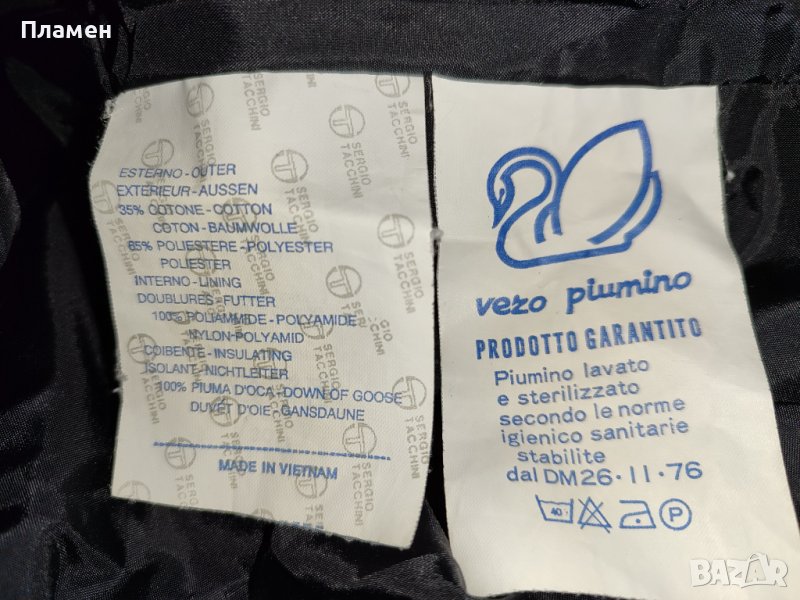 Пламен
ESTERNO-OUTER
EXTERIEUR-AUSSEN
35% COTONE-COTTON
COTON-BAUMWOLLE
65% POLIESTERE-POLYESTER
POLIESTER
INTERNO-LINING
DOUBLURES-FUTTER
100% POLIAMMIDE-POLYAMIDE
NYLON-POLYAMID
COIBENTE-INSULATING
ISOLANT-NICHTLEITER
100% PIUMA D'OCA-DOWN OF GOOSE
DUVET D'OIE-GANSDAUNE
MADE IN VIETNAM
SERGIO
TACCHINI
vero piumino
PRODOTTO GARANTITO
Piumino lavato
e sterilizzato
secondo le norme
igienico sanitarie
stabilite
dal DM 26·11·76
40° P
BAZAR